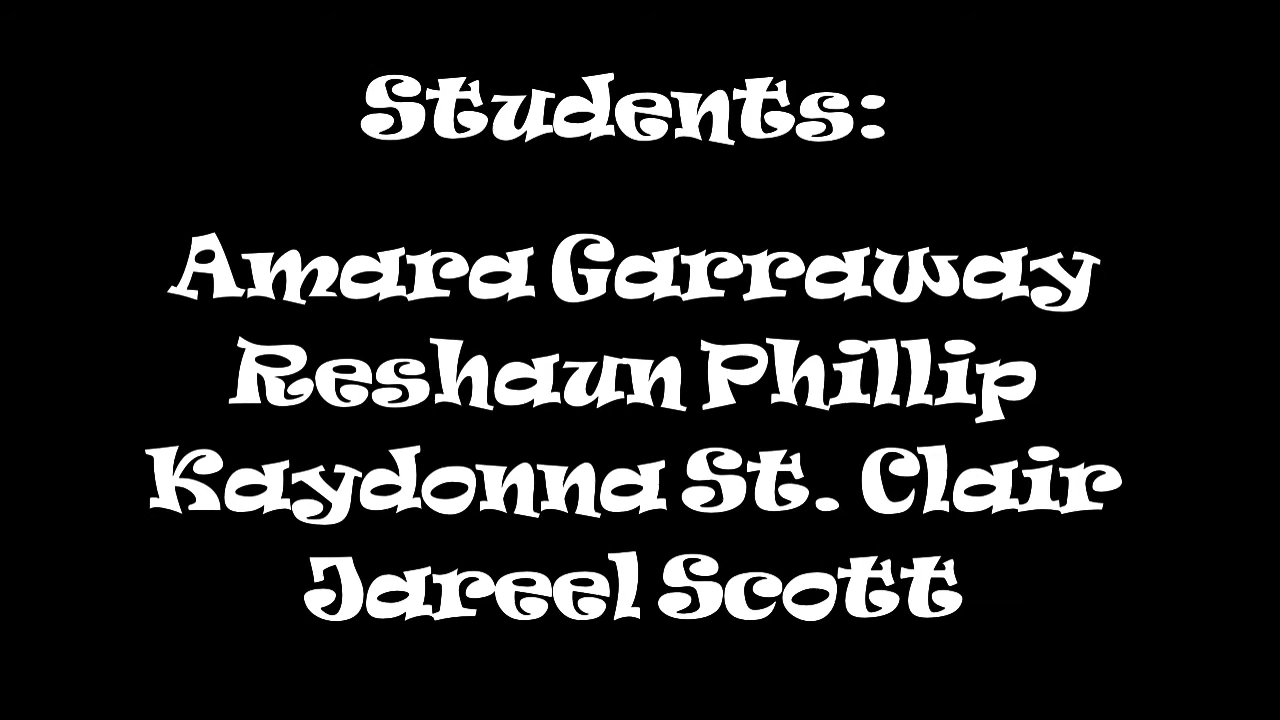 Students:
Amara Garraway
Reshaun Phillip
Kaydonna St. Clair
Jareel Scott